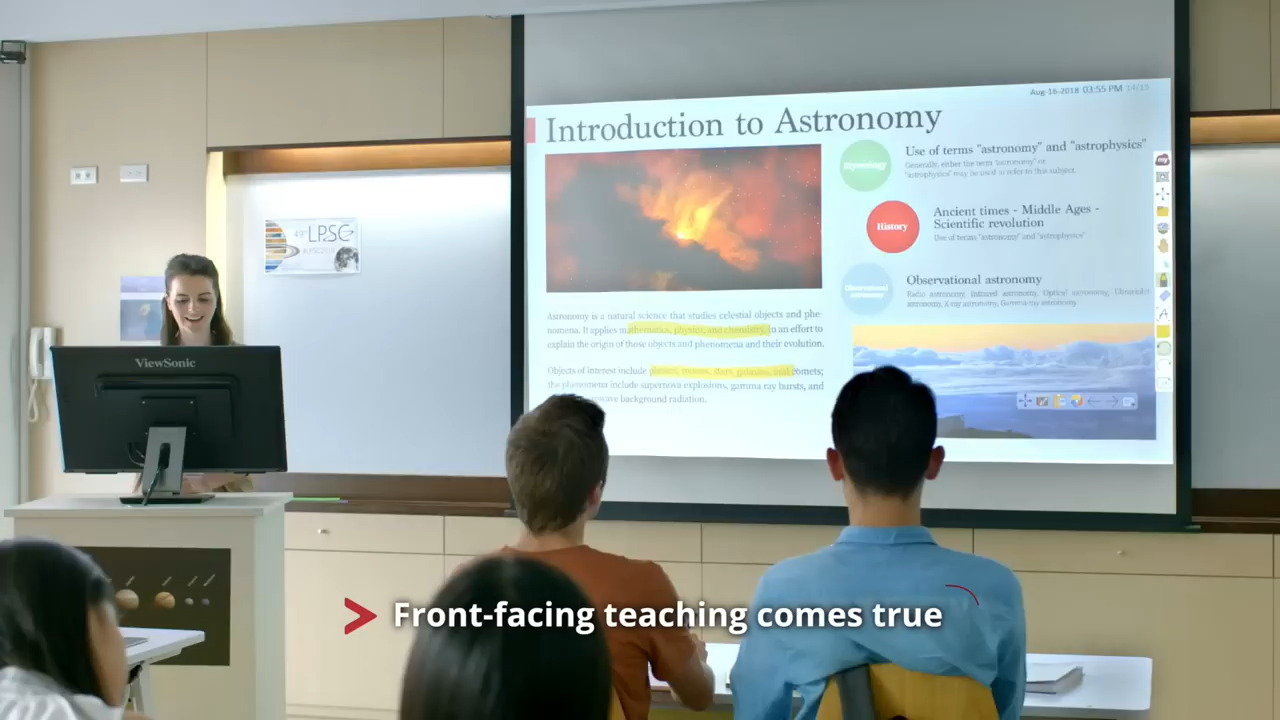 Aug-16-2018 03:55 PM 14/15
Introduction to Astronomy
Etymology
Use of terms "astronomy" and "astrophysics"
Generally, either the term "astronomy" or
"astrophysics" may be used to refer to this subject.
History
Ancient times - Middle Ages -
Scientific revolution
Use of terms "astronomy" and "astrophysics"
Observational
astronomy
Observational astronomy
Radio astronomy, Infrared astronomy, Optical astronomy, Ultraviolet
astronomy, X-ray astronomy, Gamma-ray astronomy
Astronomy is a natural science that studies celestial objects and phe-
nomena. It applies mathematics, physics, and chemistry, in an effort to
explain the origin of those objects and phenomena and their evolution.
Objects of interest include planets, moons, stars, galaxies, and comets;
the phenomena include supernova explosions, gamma ray bursts, and
wave background radiation.
49th LPSC
ViewSonic
> Front-facing teaching comes true